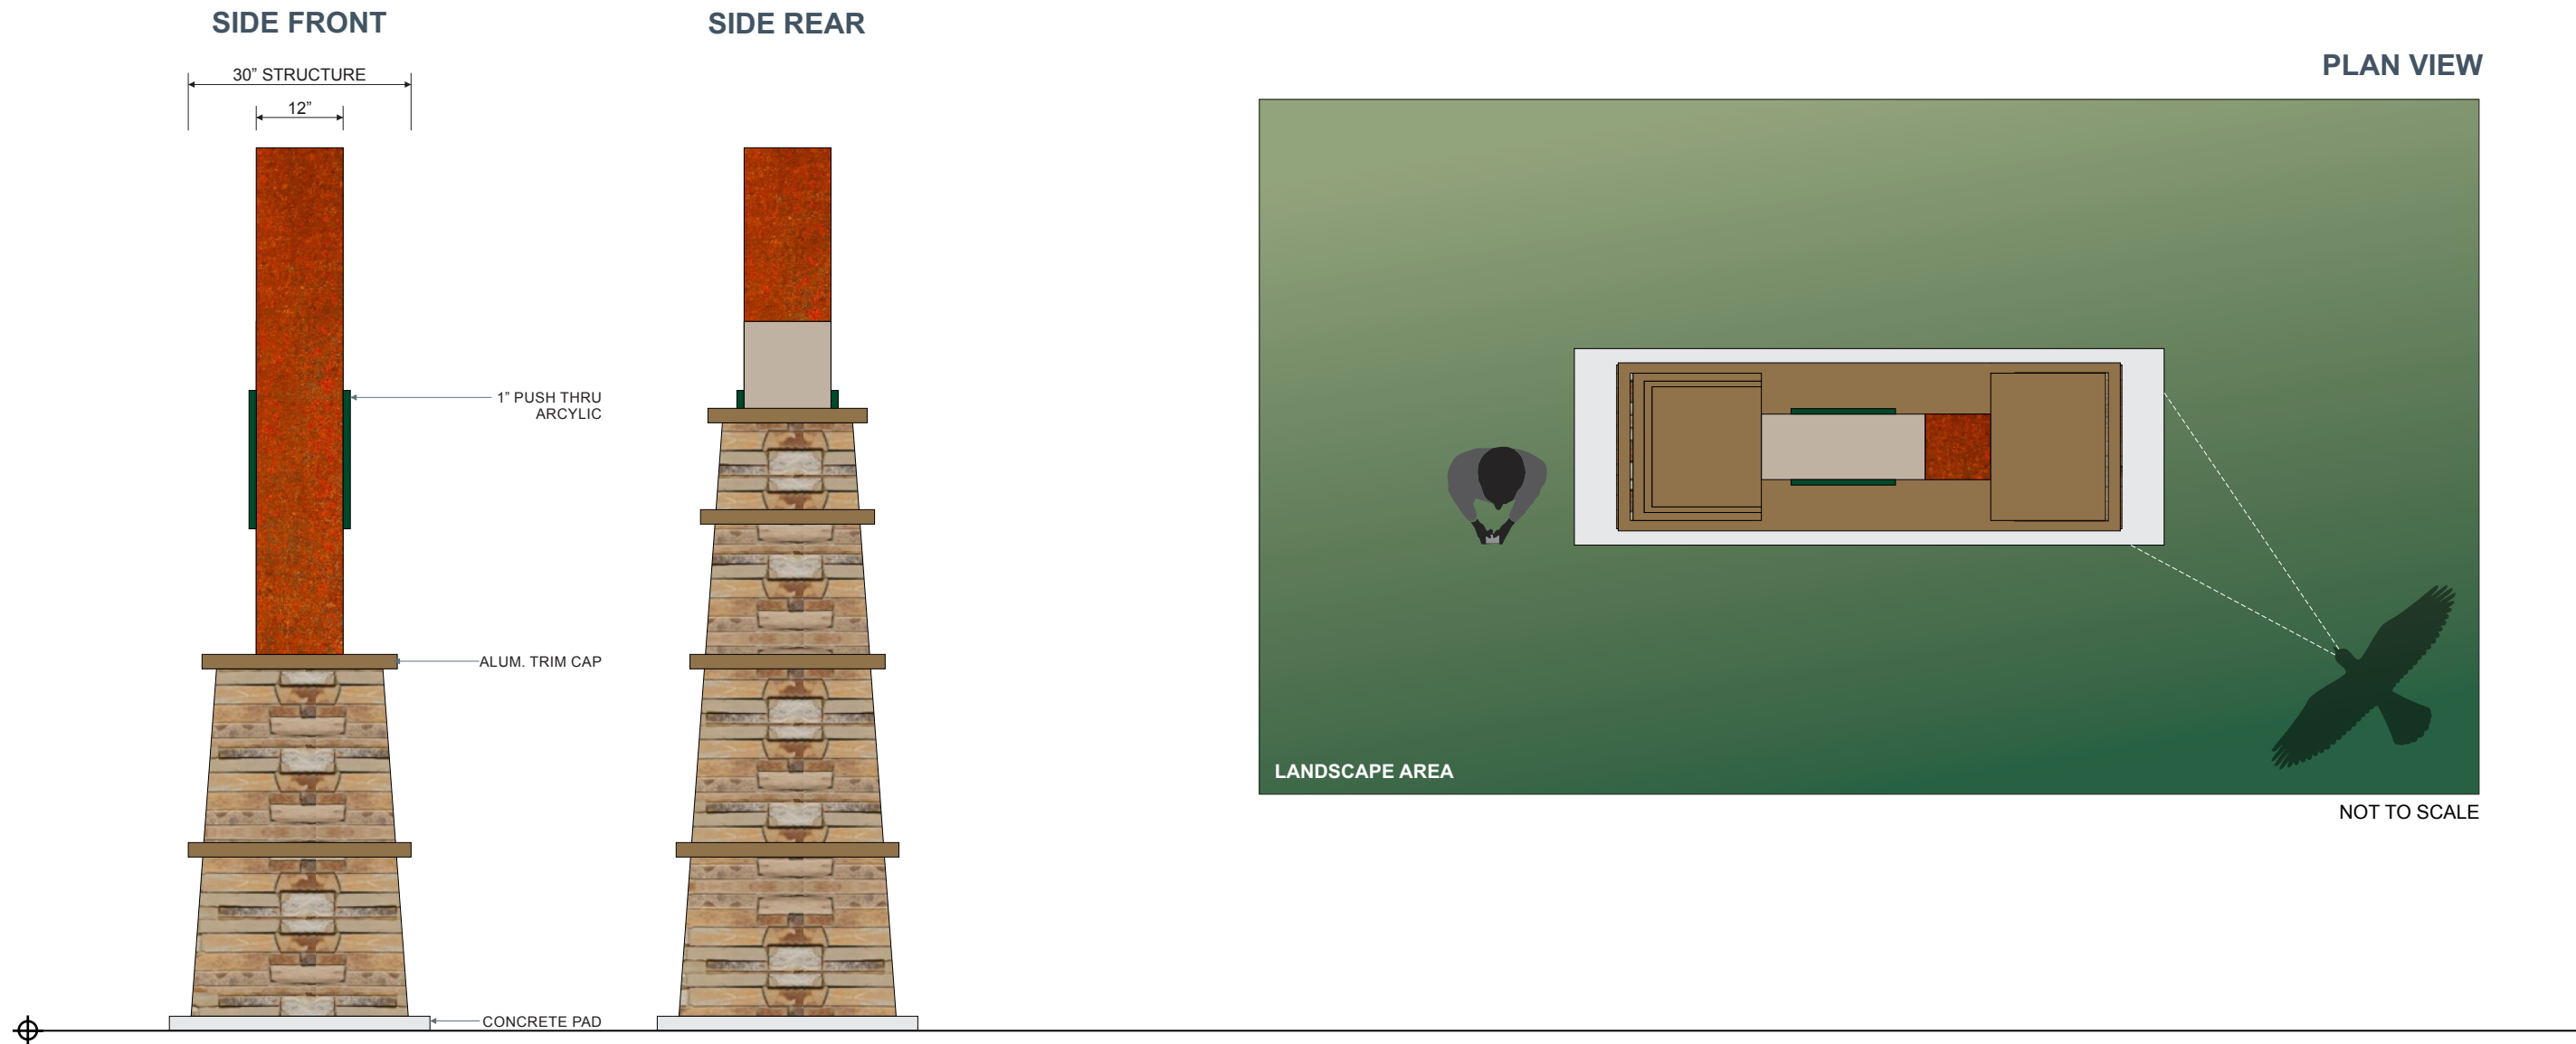 SIDE FRONT
SIDE REAR
PLAN VIEW
30” STRUCTURE
12”
1” PUSH THRU
ARCYLIC
ALUM. TRIM CAP
CONCRETE PAD
LANDSCAPE AREA
NOT TO SCALE